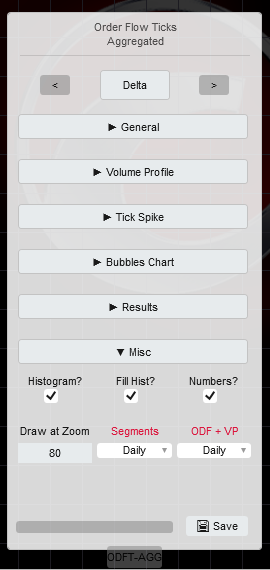 Order Flow Ticks
Aggregated
< Delta >
▶ General
▶ Volume Profile
▶ Tick Spike
▶ Bubbles Chart
▶ Results
▼ Misc
Histogram? Fill Hist? Numbers?
Draw at Zoom Segments ODF + VP
80 Daily Daily
Save
ODFT-AGG